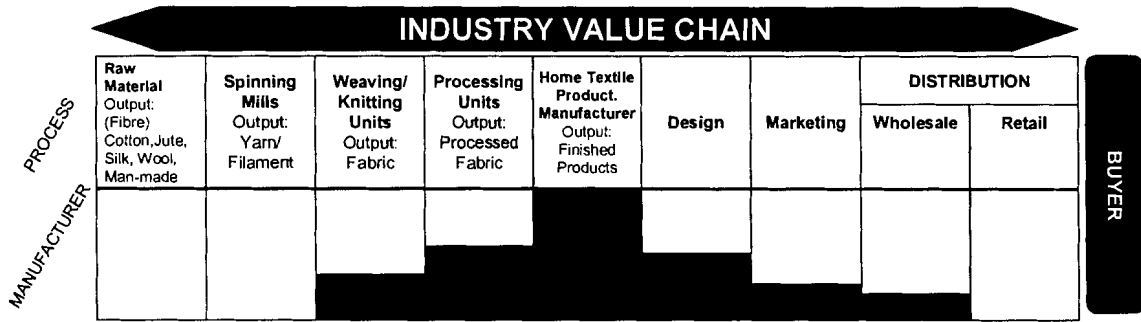 INDUSTRY VALUE CHAIN
PROCESS
Raw
Material
Output:
(Fibre)
Cotton,Jute,
Silk, Wool,
Man-made
Spinning
Mills
Output:
Yarn/
Filament
Weaving/
Knitting
Units
Output:
Fabric
Processing
Units
Output:
Processed
Fabric
Home Textile
Product.
Manufacturer
Output:
Finished
Products
Design
Marketing
DISTRIBUTION
Wholesale
Retail
MANUFACTURER
BUYER